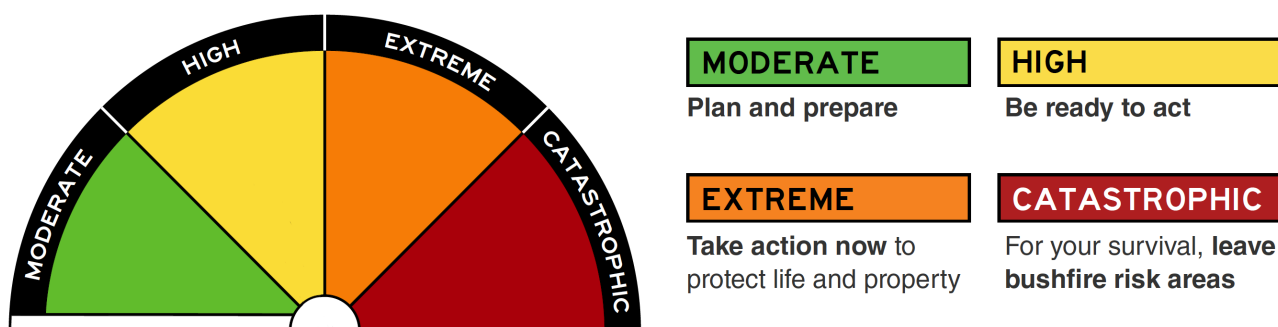 MODERATE
HIGH
EXTREME
CATASTROPHIC
MODERATE
Plan and prepare
HIGH
Be ready to act
EXTREME
Take action now to
protect life and property
CATASTROPHIC
For your survival, leave
bushfire risk areas